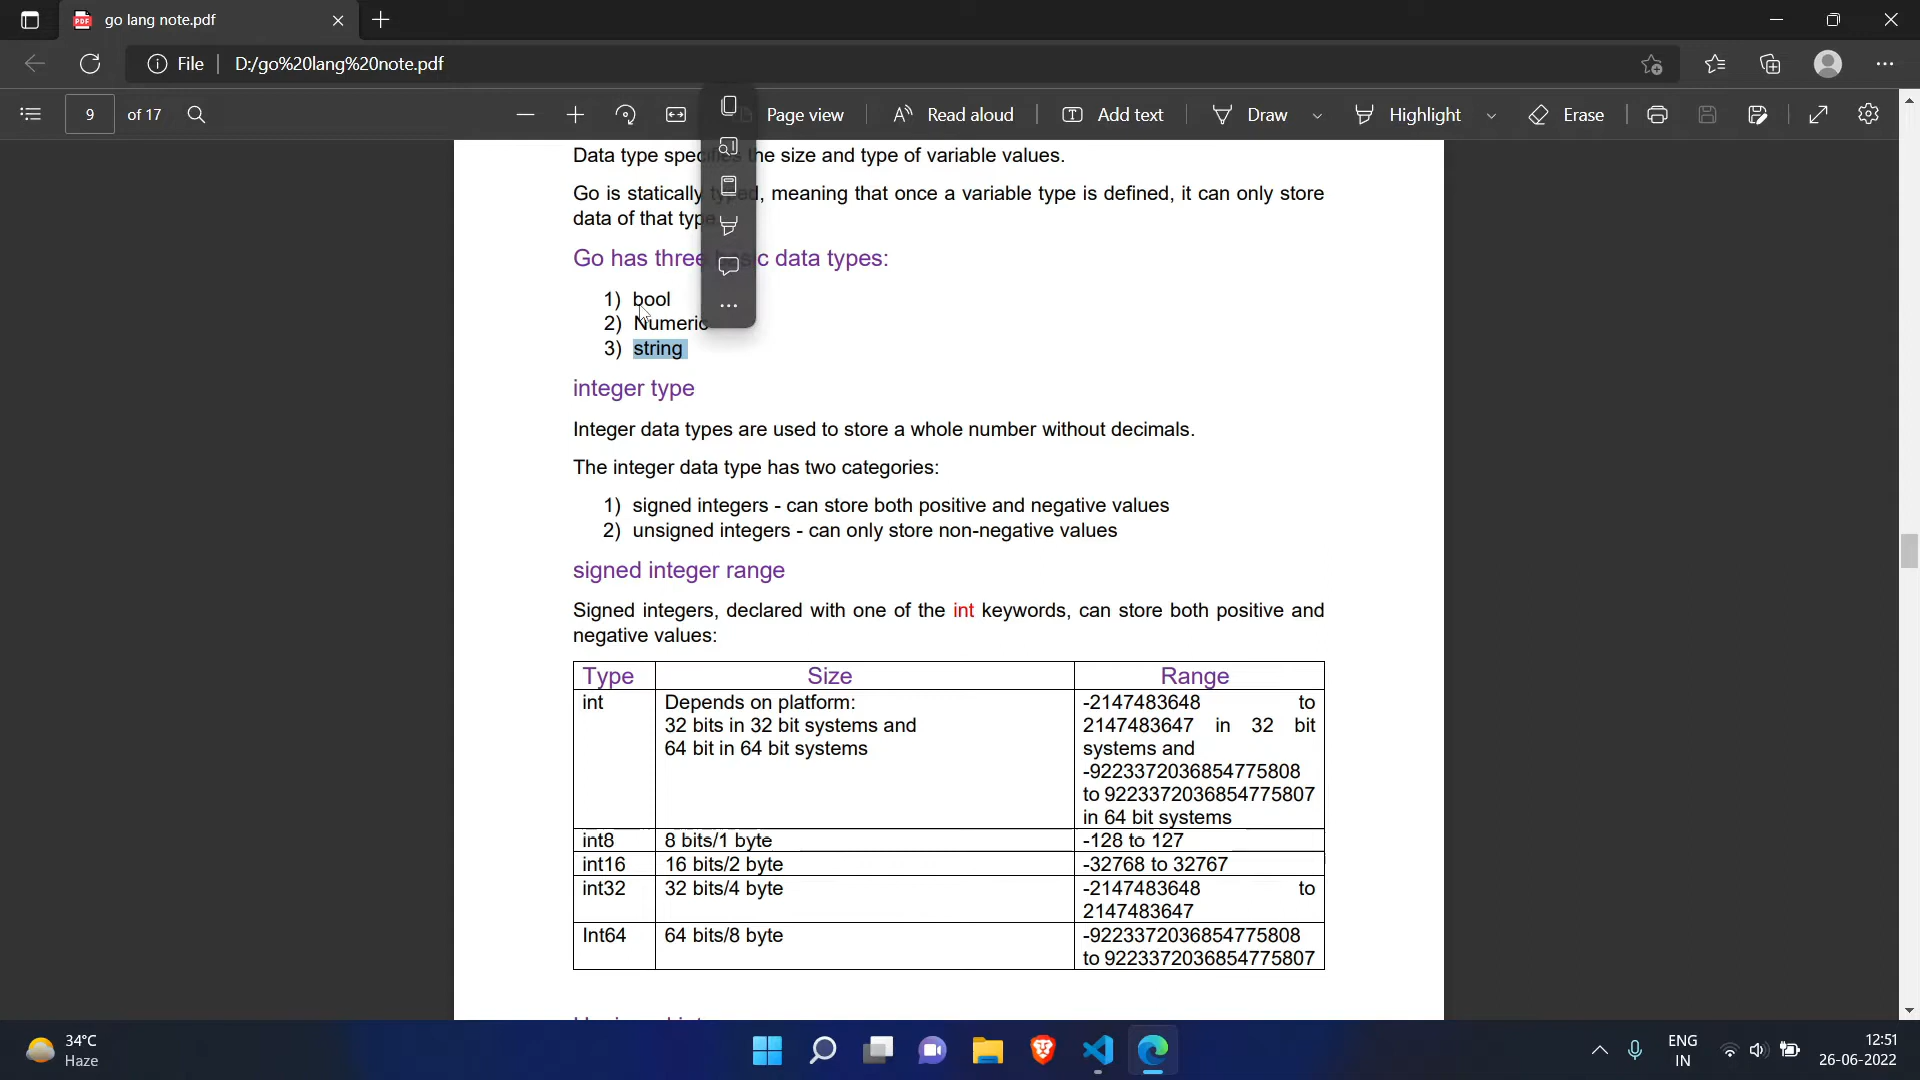 go lang note.pdf
File
D:/go%20lang%20note.pdf
9
of 17
Page view
Read aloud
Add text
Draw
Highlight
Erase
Data type specifies the size and type of variable values.
Go is statically typed, meaning that once a variable type is defined, it can only store
data of that type
Go has three basic data types:
1) bool
2) Numeric
3) string
integer type
Integer data types are used to store a whole number without decimals.
The integer data type has two categories:
1) signed integers - can store both positive and negative values
2) unsigned integers - can only store non-negative values
signed integer range
Signed integers, declared with one of the int keywords, can store both positive and
negative values:
Type Size Range
int
Depends on platform:
32 bits in 32 bit systems and
64 bit in 64 bit systems
-2147483648 to
2147483647 in 32 bit
systems and
-9223372036854775808
to 9223372036854775807
in 64 bit systems
int8 8 bits/1 byte -128 to 127
int16 16 bits/2 byte -32768 to 32767
int32 32 bits/4 byte -2147483648 to
2147483647
Int64 64 bits/8 byte -9223372036854775808
to 9223372036854775807
34°C
Haze
ENG
IN
12:51
26-06-2022